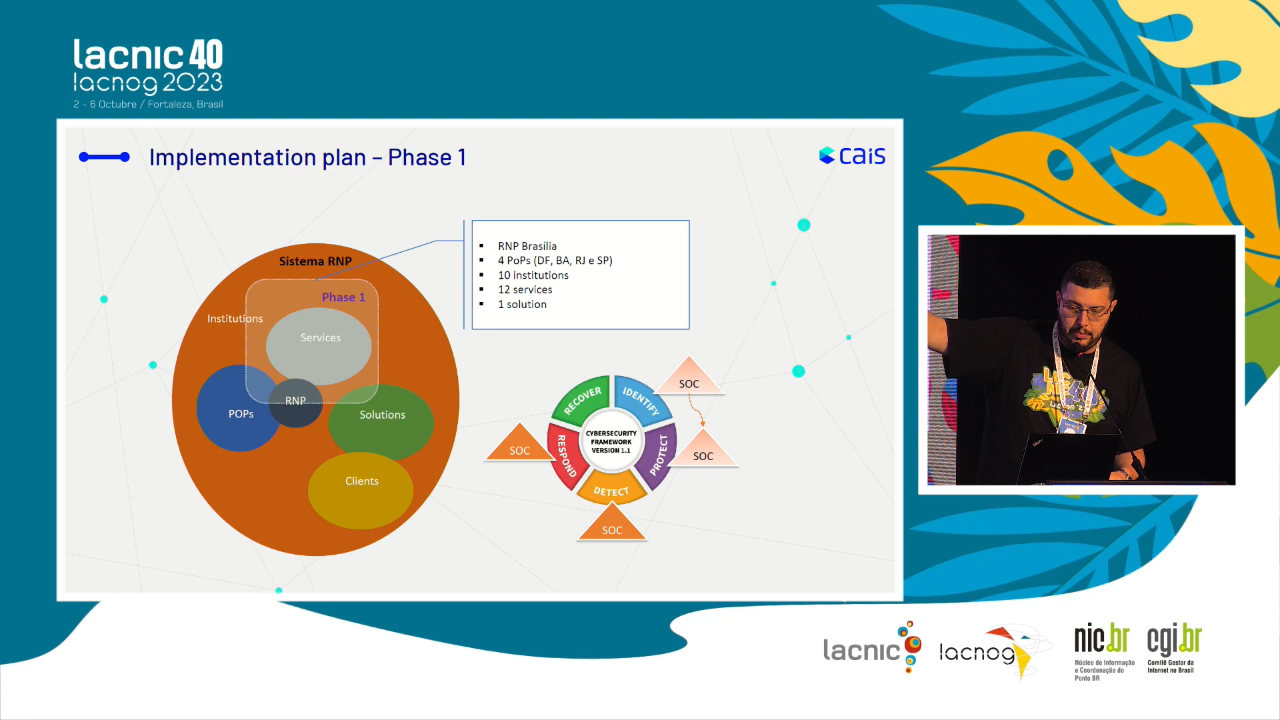 lacnic 40
lacnog 2023
2 - 6 Octubre / Fortaleza, Brasil
Implementation plan – Phase 1
cais
Sistema RNP
Phase 1
Institutions
Services
RNP
POPs
Solutions
Clients
▪ RNP Brasília
▪ 4 PoPs (DF, BA, RJ e SP)
▪ 10 institutions
▪ 12 services
▪ 1 solution
RECOVER
IDENTIFY
PROTECT
DETECT
RESPOND
CYBERSECURITY
FRAMEWORK
VERSION 1.1
SOC
SOC
SOC
SOC
lacnic
lacnog
nic.br
Núcleo de Informação
e Coordenação do
Ponto BR
cgi.br
Comitê Gestor da
Internet no Brasil